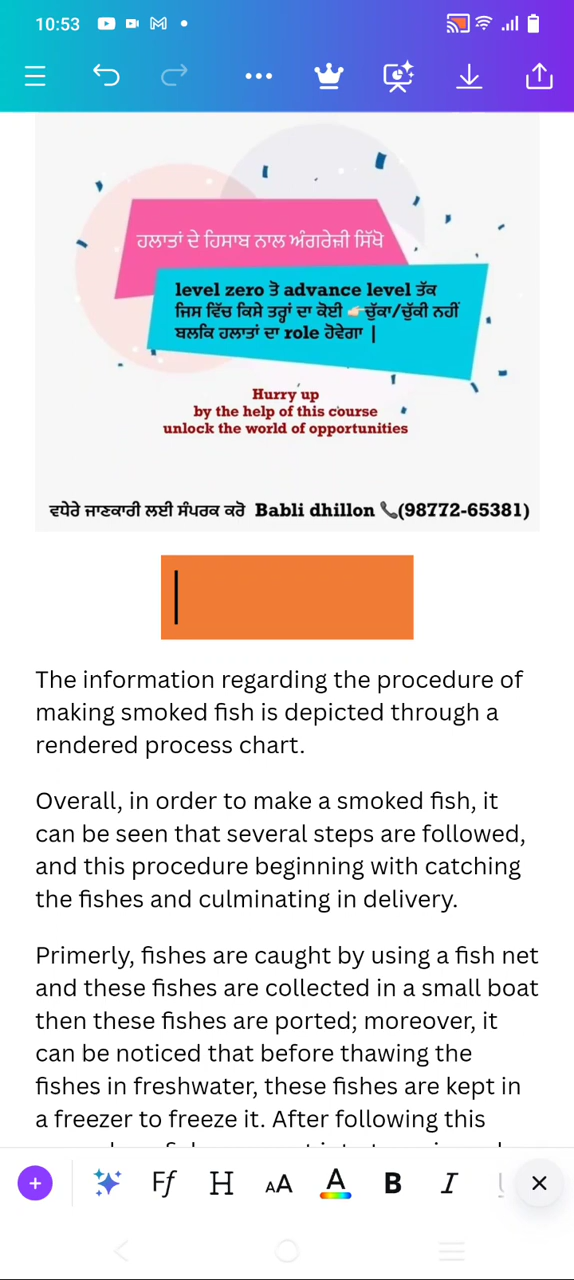 10:53
ਹਲਾਤਾਂ ਦੇ ਹਿਸਾਬ ਨਾਲ ਅੰਗਰੇਜ਼ੀ ਸਿੱਖੋ
level zero ਤੋ advance level ਤੱਕ
ਜਿਸ ਵਿੱਚ ਕਿਸੇ ਤਰ੍ਹਾਂ ਦਾ ਕੋਈ 👉🏻ਚੁੱਕਾ/ਚੁੱਕੀ ਨਹੀਂ
ਬਲਕਿ ਹਲਾਤਾਂ ਦਾ role ਹੋਵੇਗਾ |
Hurry up
by the help of this course
unlock the world of opportunities
ਵਧੇਰੇ ਜਾਣਕਾਰੀ ਲਈ ਸੰਪਰਕ ਕਰੋ Babli dhillon 📞(98772-65381)
The information regarding the procedure of
making smoked fish is depicted through a
rendered process chart.
Overall, in order to make a smoked fish, it
can be seen that several steps are followed,
and this procedure beginning with catching
the fishes and culminating in delivery.
Primerly, fishes are caught by using a fish net
and these fishes are collected in a small boat
then these fishes are ported; moreover, it
can be noticed that before thawing the
fishes in freshwater, these fishes are kept in
a freezer to freeze it. After following this
Ff H AA A B I